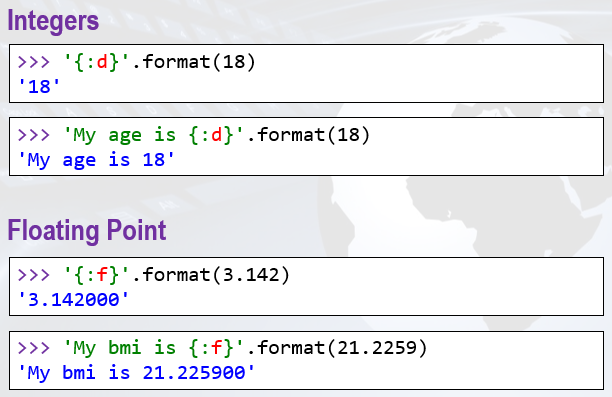 Integers
>>> '{:d}'.format(18)
'18'
>>> 'My age is {:d}'.format(18)
'My age is 18'
Floating Point
>>> '{:f}'.format(3.142)
'3.142000'
>>> 'My bmi is {:f}'.format(21.2259)
'My bmi is 21.225900'